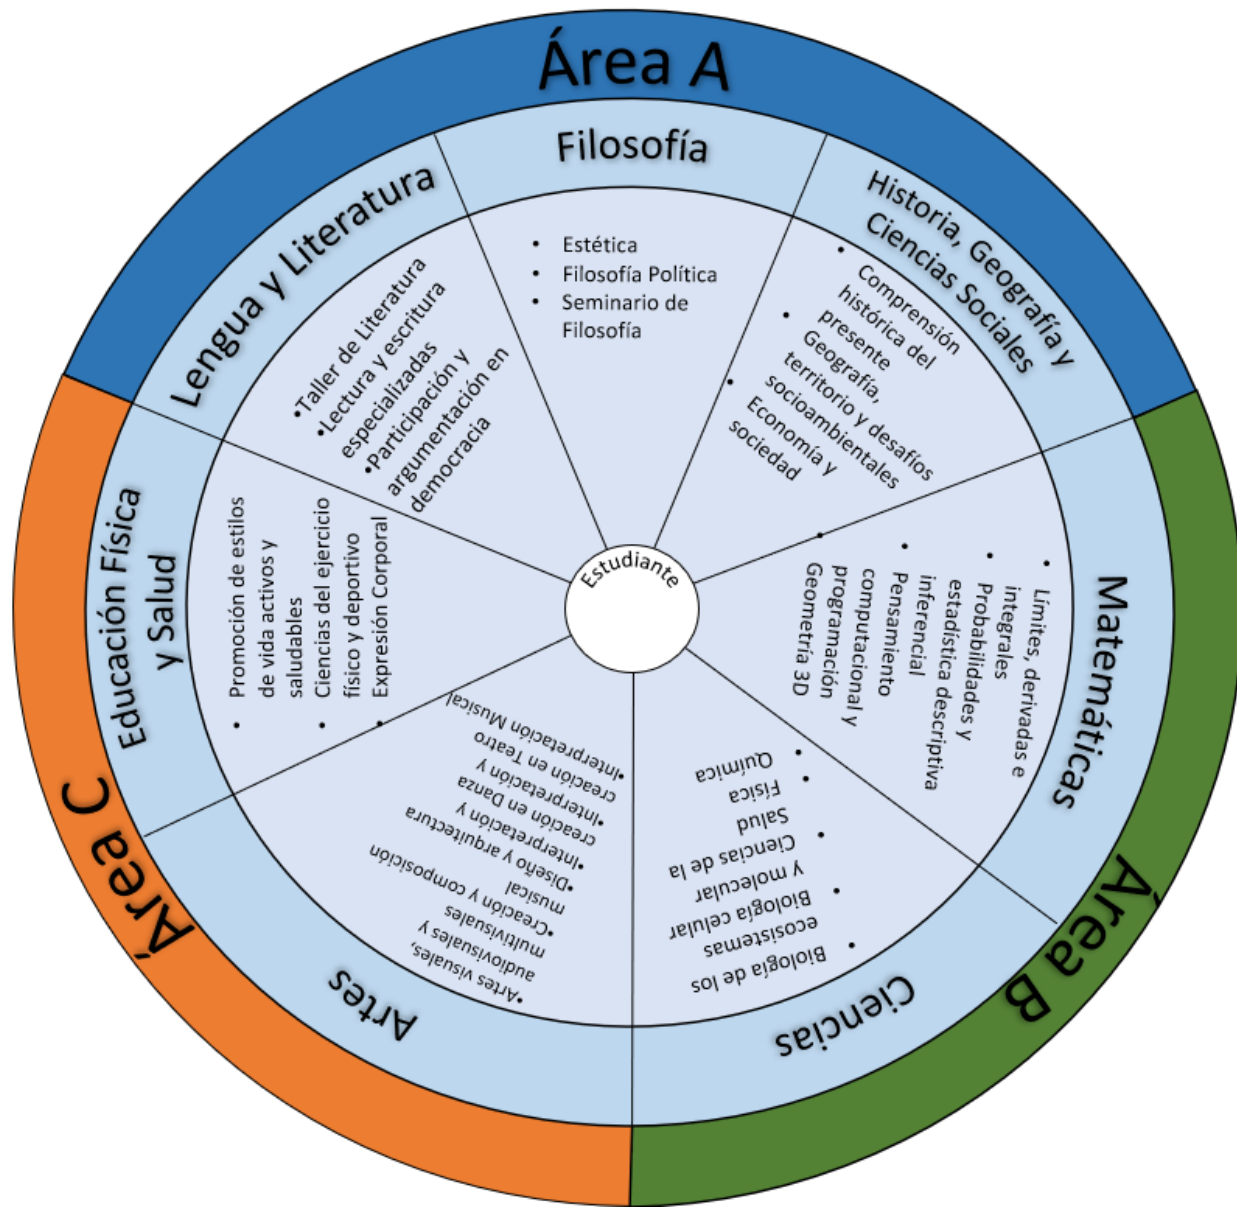 Área A
Filosofía
• Estética
• Filosofía Política
• Seminario de
Filosofía
Historia, Geografía y
Ciencias Sociales
• Comprensión
histórica del
presente
• Geografía,
territorio y desafíos
socioambientales
• Economía y
sociedad
Área B
Matemáticas
• Límites, derivadas e
integrales
• Probabilidades y
estadística descriptiva
inferencial
• Pensamiento
computacional y
programación
• Geometría 3D
Ciencias
• Biología de los
ecosistemas
• Biología celular
y molecular
• Ciencias de la
Salud
• Física
• Química
Área C
Artes
•Artes visuales,
audiovisuales y
multivisuales
•Creación y composición
musical
•Diseño y arquitectura
•Interpretación y
creación en Danza
•Interpretación y
creación en Teatro
•Interpretación Musical
Educación Física
y Salud
• Promoción de estilos
de vida activos y
saludables
• Ciencias del ejercicio
físico y deportivo
• Expresión Corporal
Lengua y Literatura
•Taller de Literatura
•Lectura y escritura
especializadas
•Participación y
argumentación en
democracia
Estudiante